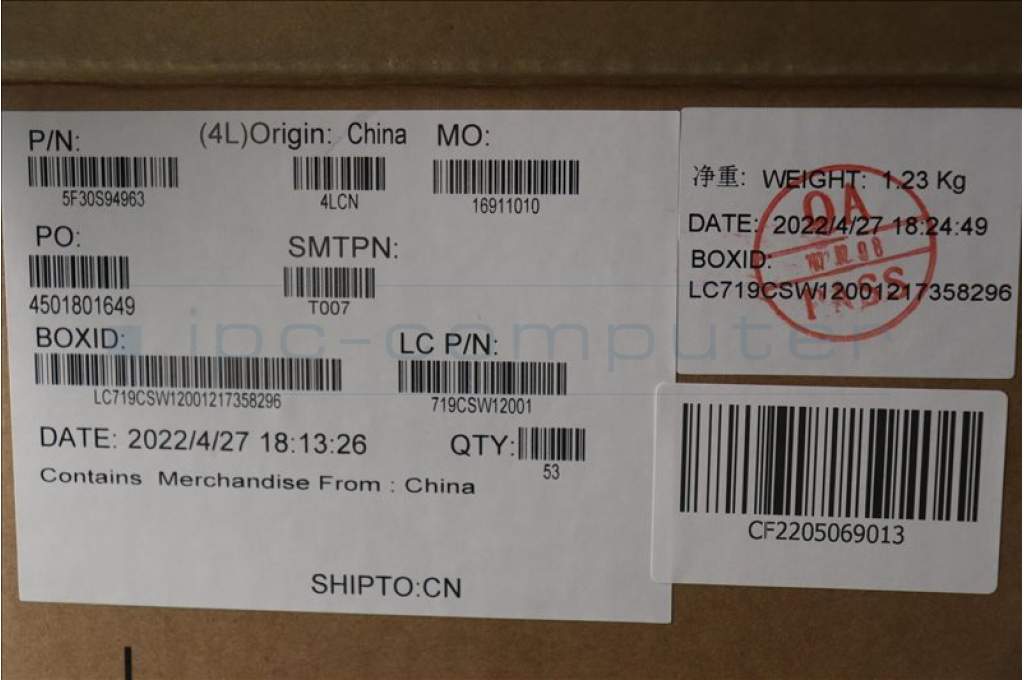 P/N:
5F30S94963
(4L)Origin: China
4LCN
MO:
16911010
PO:
4501801649
SMTPN:
T007
BOXID:
LC719CSW12001217358296
LC P/N:
719CSW12001
DATE: 2022/4/27 18:13:26
QTY:
53
Contains Merchandise From : China
SHIPTO:CN
净重: WEIGHT: 1.23 Kg
DATE: 2022/4/27 18:24:49
BOXID:
LC719CSW12001217358296
QA
PASS
CF2205069013
ipc-computer